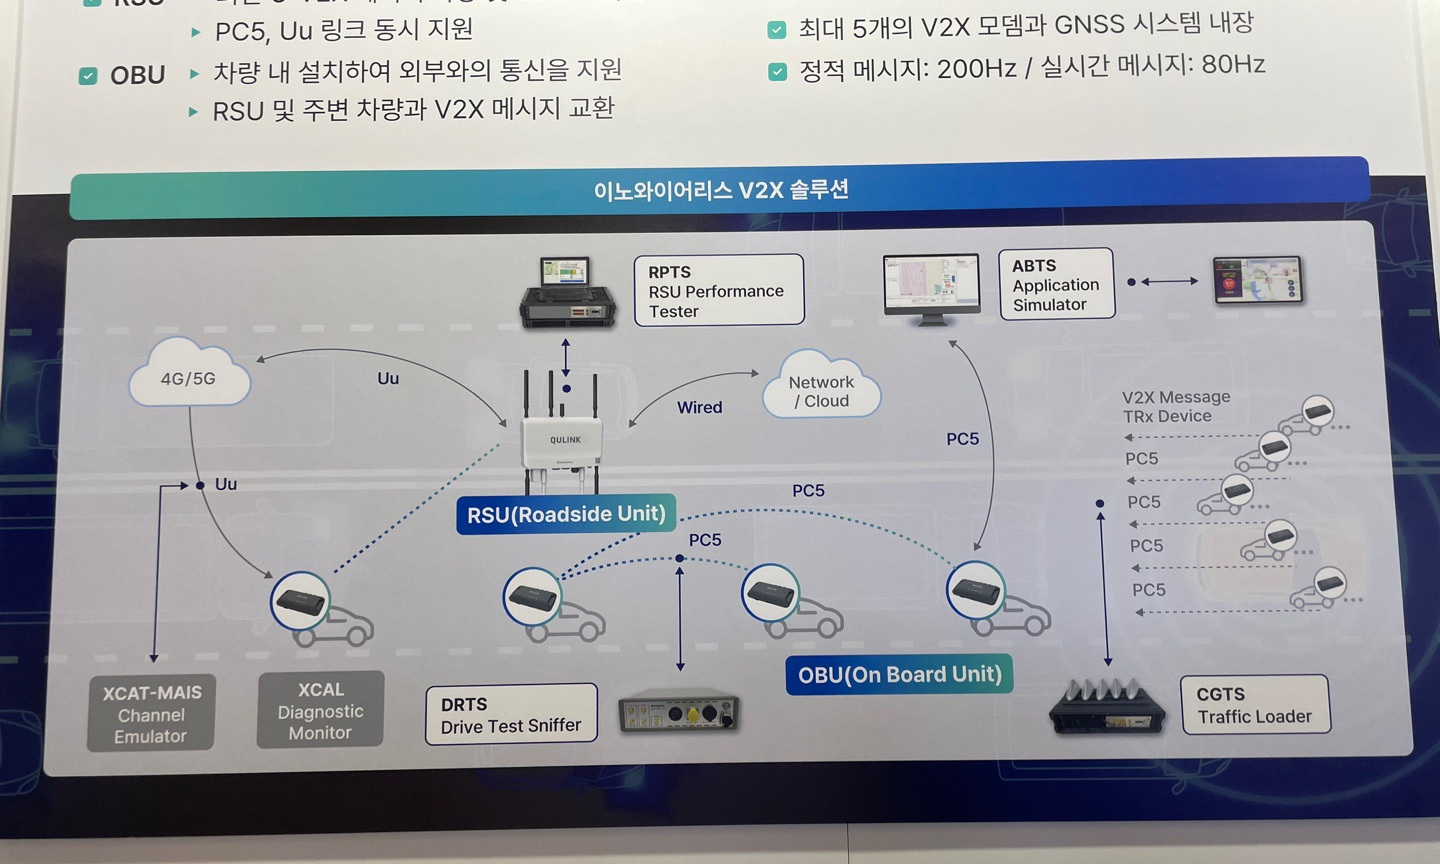 RSU
▸ PC5, Uu 링크 동시 지원
OBU ▸ 차량 내 설치하여 외부와의 통신을 지원
▸ RSU 및 주변 차량과 V2X 메시지 교환
최대 5개의 V2X 모뎀과 GNSS 시스템 내장
정적 메시지: 200Hz / 실시간 메시지: 80Hz
이노와이어리스 V2X 솔루션
RPTS
RSU Performance
Tester
ABTS
Application
Simulator
4G/5G
Uu
QULINK
Wired
Network
/ Cloud
PC5
V2X Message
TRx Device
PC5
PC5
PC5
PC5
Uu
RSU(Roadside Unit)
PC5
PC5
OBU(On Board Unit)
XCAT-MAIS
Channel
Emulator
XCAL
Diagnostic
Monitor
DRTS
Drive Test Sniffer
CGTS
Traffic Loader